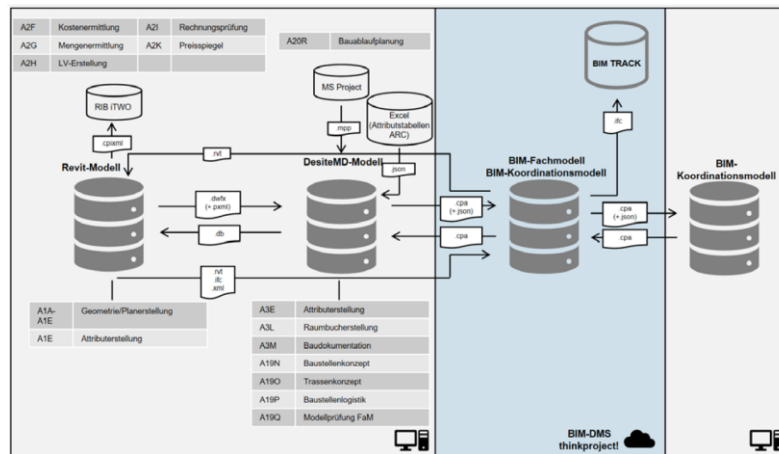 A2F Kostenermittlung A2I Rechnungsprüfung
A2G Mengenermittlung A2K Preisspiegel
A2H LV-Erstellung
A20R Bauablaufplanung
BIM TRACK
RIB iTWO
MS Project
Excel
(Attributstabellen
ARC)
.cpixml
.mpp
.ifc
.rvt
.json
Revit-Modell
DesiteMD-Modell
BIM-Fachmodell
BIM-Koordinationsmodell
BIM-
Koordinationsmodell
.dwfx
(+ pxml)
.cpa
(+.json)
.cpa
(+ .json)
.db
.cpa
.cpa
.rvt
.ifc
.xml
A1A-
A1E
Geometrie/Planerstellung
A1E Attributerstellung
A3E Attributerstellung
A3L Raumbucherstellung
A3M Baudokumentation
A19N Baustellenkonzept
A19O Trassenkonzept
A19P Baustellenlogistik
A19Q Modellprüfung FaM
BIM-DMS
thinkproject!